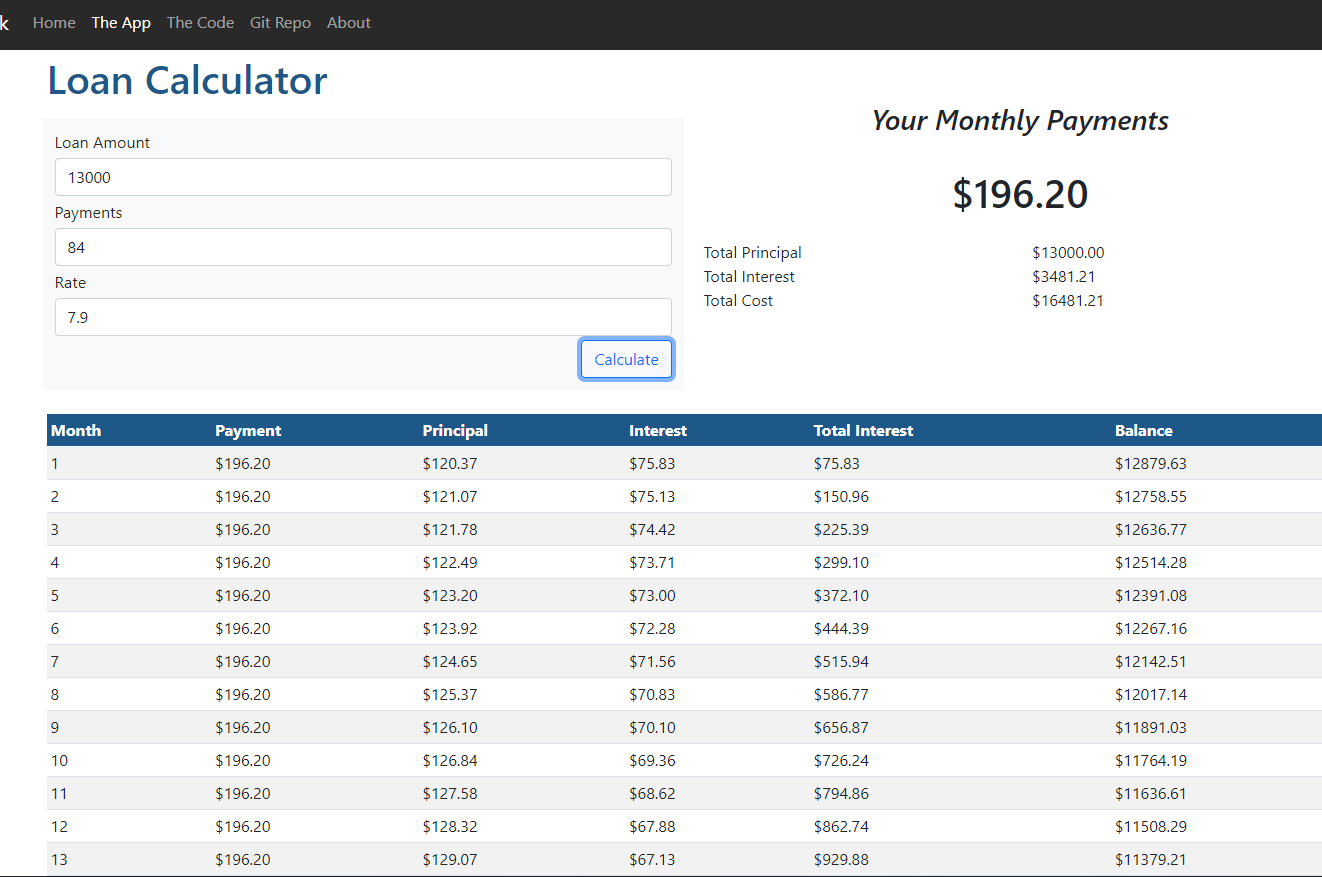 k Home The App The Code Git Repo About
Loan Calculator
Loan Amount
13000
Payments
84
Rate
7.9
Calculate
Your Monthly Payments
$196.20
Total Principal $13000.00
Total Interest $3481.21
Total Cost $16481.21
Month Payment Principal Interest Total Interest Balance
1 $196.20 $120.37 $75.83 $75.83 $12879.63
2 $196.20 $121.07 $75.13 $150.96 $12758.55
3 $196.20 $121.78 $74.42 $225.39 $12636.77
4 $196.20 $122.49 $73.71 $299.10 $12514.28
5 $196.20 $123.20 $73.00 $372.10 $12391.08
6 $196.20 $123.92 $72.28 $444.39 $12267.16
7 $196.20 $124.65 $71.56 $515.94 $12142.51
8 $196.20 $125.37 $70.83 $586.77 $12017.14
9 $196.20 $126.10 $70.10 $656.87 $11891.03
10 $196.20 $126.84 $69.36 $726.24 $11764.19
11 $196.20 $127.58 $68.62 $794.86 $11636.61
12 $196.20 $128.32 $67.88 $862.74 $11508.29
13 $196.20 $129.07 $67.13 $929.88 $11379.21